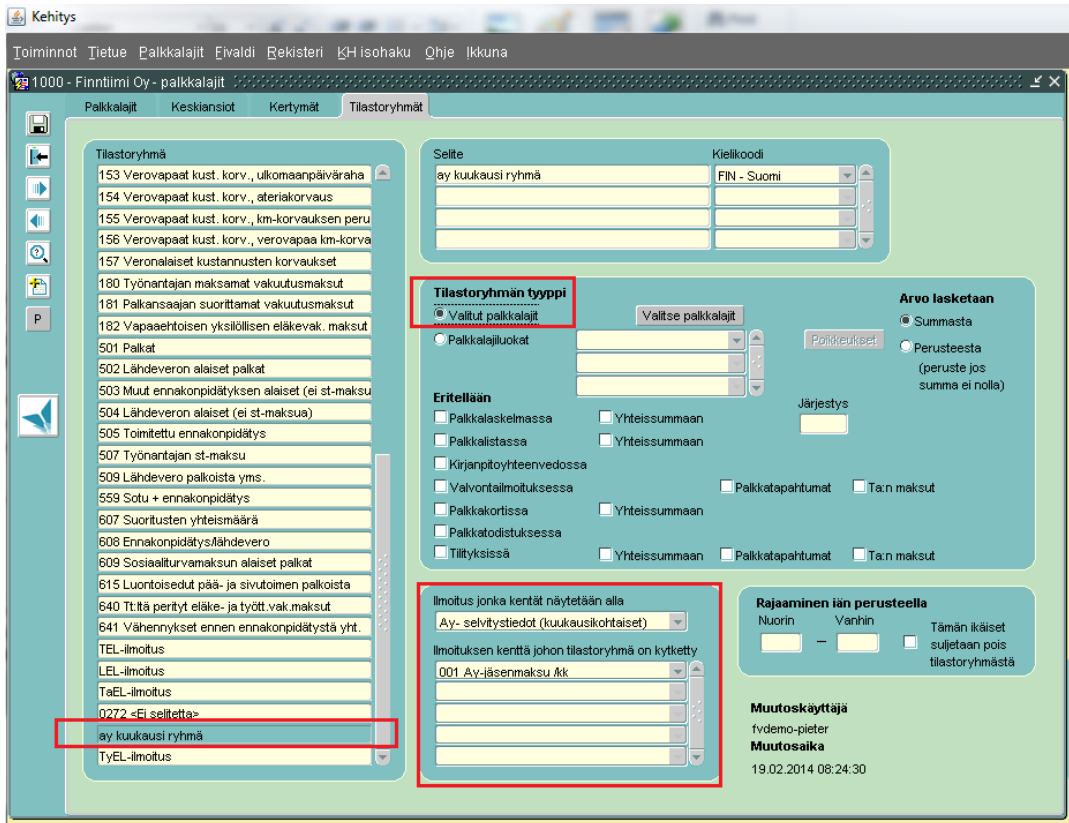 Kehitys
Toiminnot Tietue Palkkalajit Eivaldi Rekisteri KH isohaku Ohje Ikkuna
1000 - Finntiimi Oy - palkkalajit
Palkkalajit Keskiansiot Kertymät Tilastoryhmät
Tilastoryhmä
153 Verovapaat kust. korv., ulkomaanpäiväraha
154 Verovapaat kust. korv., ateriakorvaus
155 Verovapaat kust. korv., km-korvauksen peru
156 Verovapaat kust. korv., verovapaa km-korva
157 Veronalaiset kustannusten korvaukset
180 Työnantajan maksamat vakuutusmaksut
181 Palkansaajan suorittamat vakuutusmaksut
182 Vapaaehtoisen yksilöllisen eläkevak. maksut
501 Palkat
502 Lähdeveron alaiset palkat
503 Muut ennakonpidätyksen alaiset (ei st-maksu
504 Lähdeveron alaiset (ei st-maksua)
505 Toimitettu ennakonpidätys
507 Työnantajan st-maksu
509 Lähdevero palkoista yms.
559 Sotu + ennakonpidätys
607 Suoritusten yhteismäärä
608 Ennakonpidätys/lähdevero
609 Sosiaaliturvamaksun alaiset palkat
615 Luontoisedut pää- ja sivutoimen palkoista
640 Tt:ltä perityt eläke- ja tyött.vak.maksut
641 Vähennykset ennen ennakonpidätystä yht.
TEL-ilmoitus
LEL-ilmoitus
TaEL-ilmoitus
0272 <Ei selitetta>
ay kuukausi ryhmä
TyEL-ilmoitus
P
Selite Kielikoodi
ay kuukausi ryhmä FIN - Suomi
Tilastoryhmän tyyppi
Valitut palkkalajit Valitse palkkalajit
Palkkalajiluokat Poikkeukset
Arvo lasketaan
Summasta
Perusteesta
(peruste jos
summa ei nolla)
Järjestys
Eritellään
Palkkalaskelmassa Yhteissummaan
Palkkalistassa Yhteissummaan
Kirjanpitoyhteenvedossa
Valvontailmoituksessa Palkkatapahtumat Ta:n maksut
Palkkakortissa Yhteissummaan
Palkkatodistuksessa
Tilityksissä Yhteissummaan Palkkatapahtumat Ta:n maksut
Ilmoitus jonka kentät näytetään alla
Ay- selvitystiedot (kuukausikohtaiset)
Ilmoituksen kenttä johon tilastoryhmä on kytketty
001 Ay-jäsenmaksu /kk
Rajaaminen iän perusteella
Nuorin Vanhin
–
Tämän ikäiset
suljetaan pois
tilastoryhmästä
Muutoskäyttäjä
fvdemo-pieter
Muutosaika
19.02.2014 08:24:30